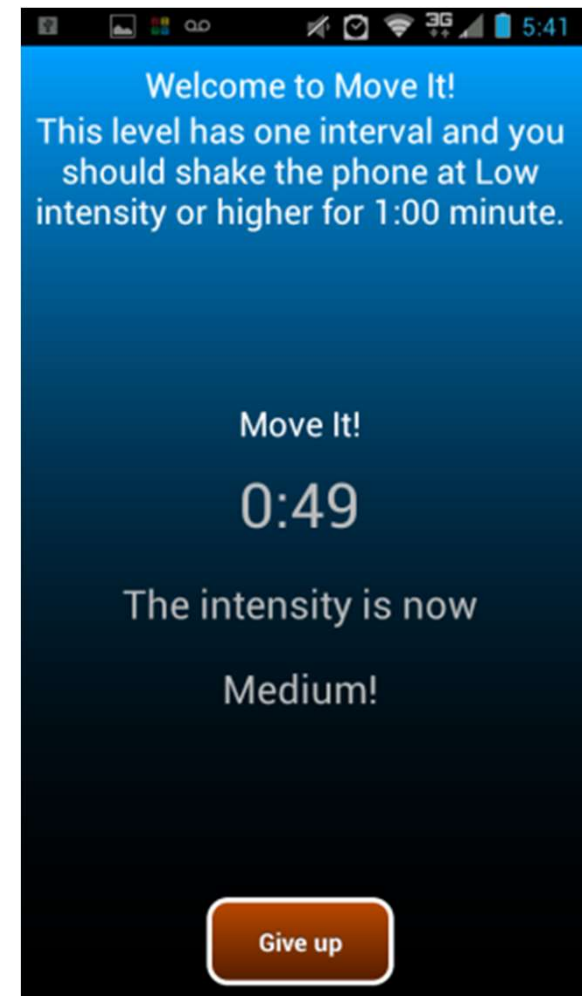 3G 5:41
Welcome to Move It!
This level has one interval and you
should shake the phone at Low
intensity or higher for 1:00 minute.
Move It!
0:49
The intensity is now
Medium!
Give up